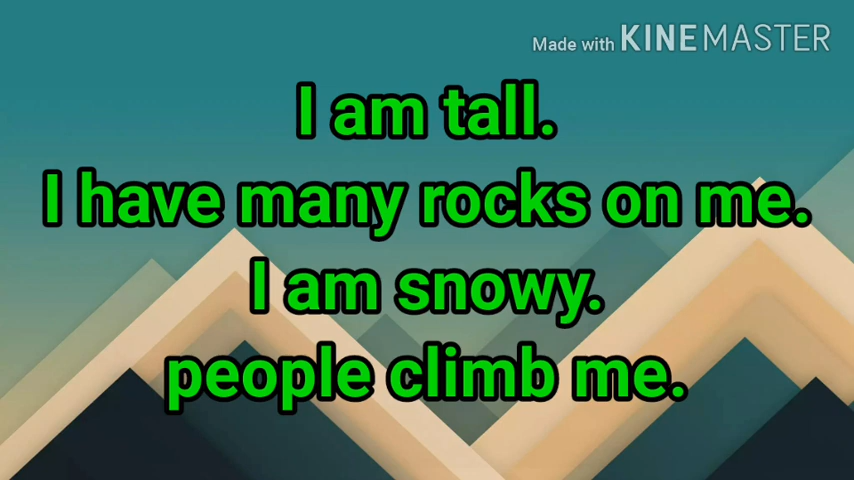 Made with KINEMASTER
I am tall.
I have many rocks on me.
I am snowy.
people climb me.